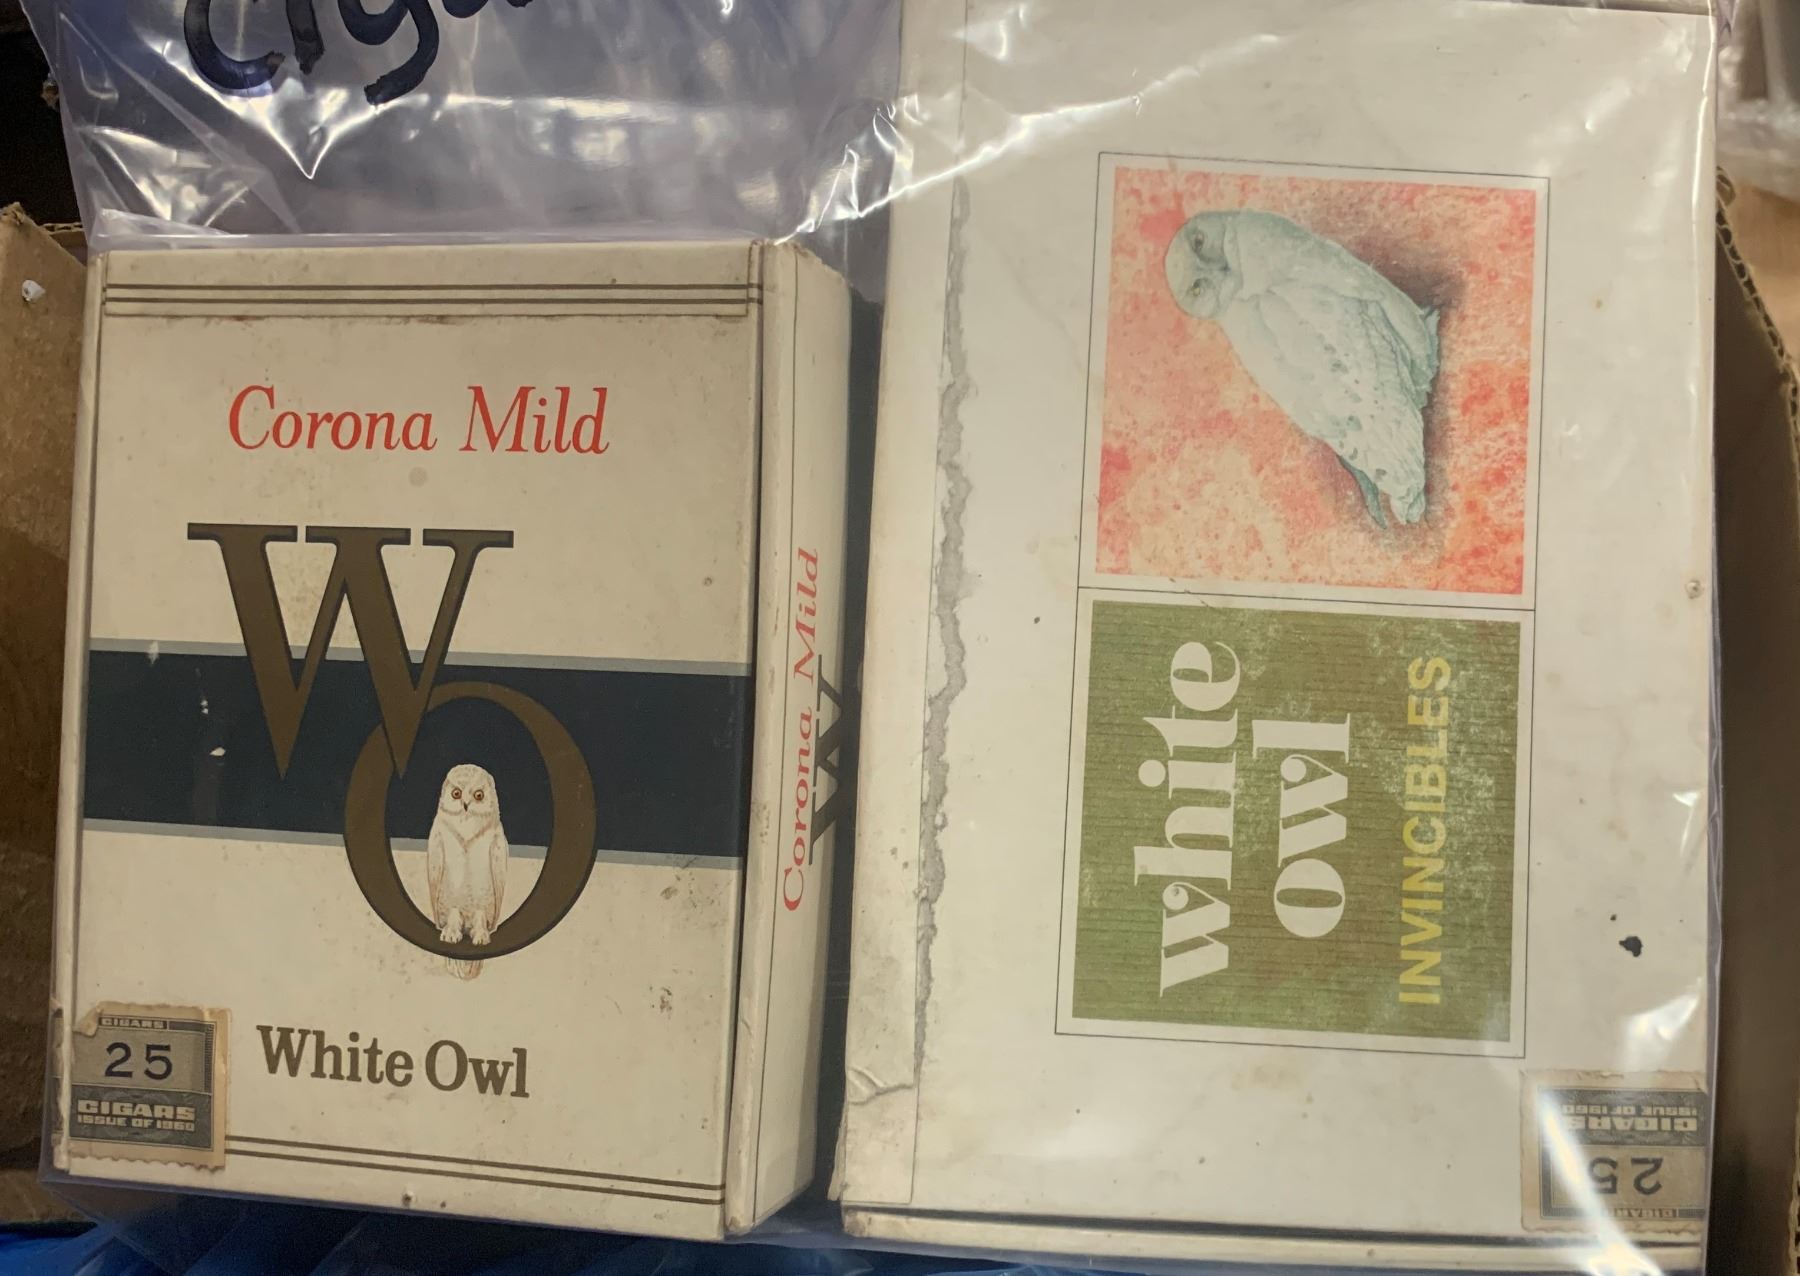 Corona Mild
WO
White Owl
CIGARS
25
CIGARS
ISSUE OF 1960
Corona Mild
W
white
owl
INVINCIBLES
CIGARS
25
CIGARS
ISSUE OF 1960